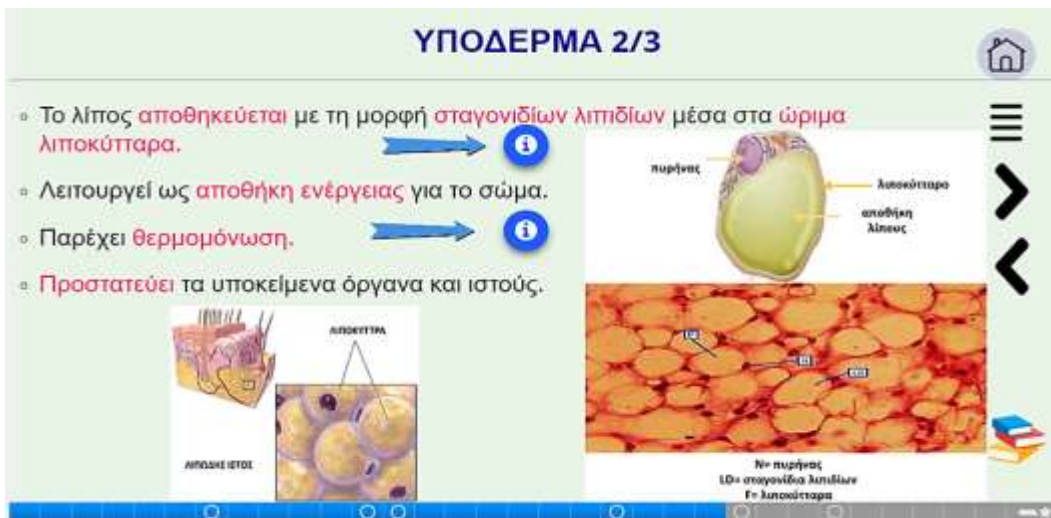 ΥΠΟΔΕΡΜΑ 2/3
Το λίπος αποθηκεύεται με τη μορφή σταγονιδίων λιπιδίων μέσα στα ώριμα
λιποκύτταρα.
Λειτουργεί ως αποθήκη ενέργειας για το σώμα.
Παρέχει θερμομόνωση.
Προστατεύει τα υποκείμενα όργανα και ιστούς.
πυρήνας
λιποκύτταρο
αποθήκη
λίπους
ΛΙΠΟΚΥΤΤΡΑ
ΛΙΠΩΔΗΣ ΙΣΤΟΣ
N= πυρήνας
LD= σταγονίδια λιπιδίων
F= λιποκύτταρα